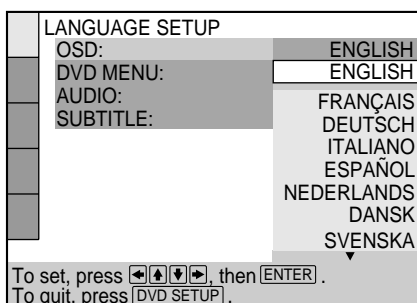 LANGUAGE SETUP
OSD: ENGLISH
DVD MENU: ENGLISH
AUDIO: FRANÇAIS
SUBTITLE: DEUTSCH
ITALIANO
ESPAÑOL
NEDERLANDS
DANSK
SVENSKA
To set, press , then ENTER .
To quit, press DVD SETUP .